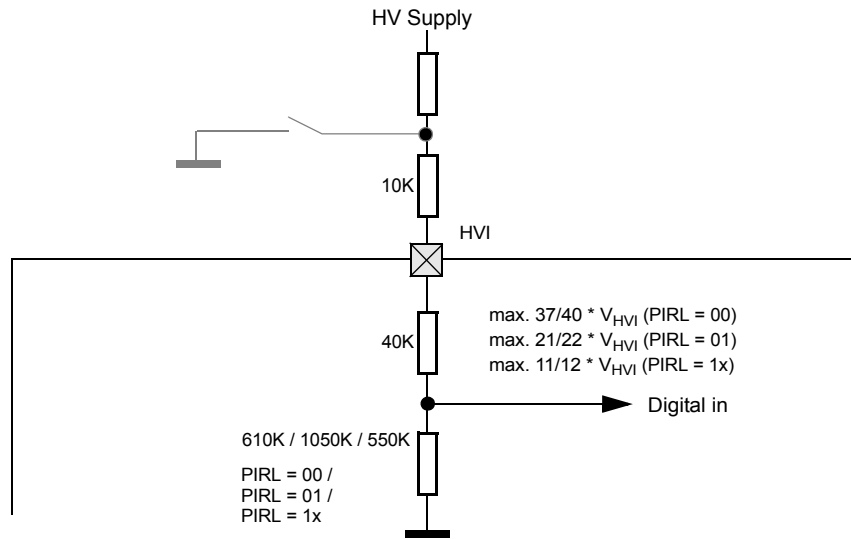 HV Supply
10K
HVI
max. 37/40 * VHVI (PIRL = 00)
max. 21/22 * VHVI (PIRL = 01)
max. 11/12 * VHVI (PIRL = 1x)
40K
Digital in
610K / 1050K / 550K
PIRL = 00 /
PIRL = 01 /
PIRL = 1x